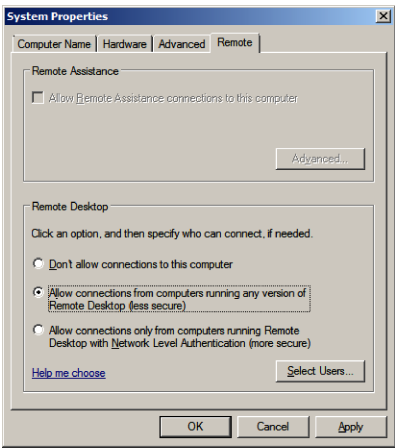 System Properties
Computer Name Hardware Advanced Remote
Remote Assistance
Allow Remote Assistance connections to this computer
Advanced...
Remote Desktop
Click an option, and then specify who can connect, if needed.
Don't allow connections to this computer
Allow connections from computers running any version of
Remote Desktop (less secure)
Allow connections only from computers running Remote
Desktop with Network Level Authentication (more secure)
Help me choose Select Users...
OK Cancel Apply